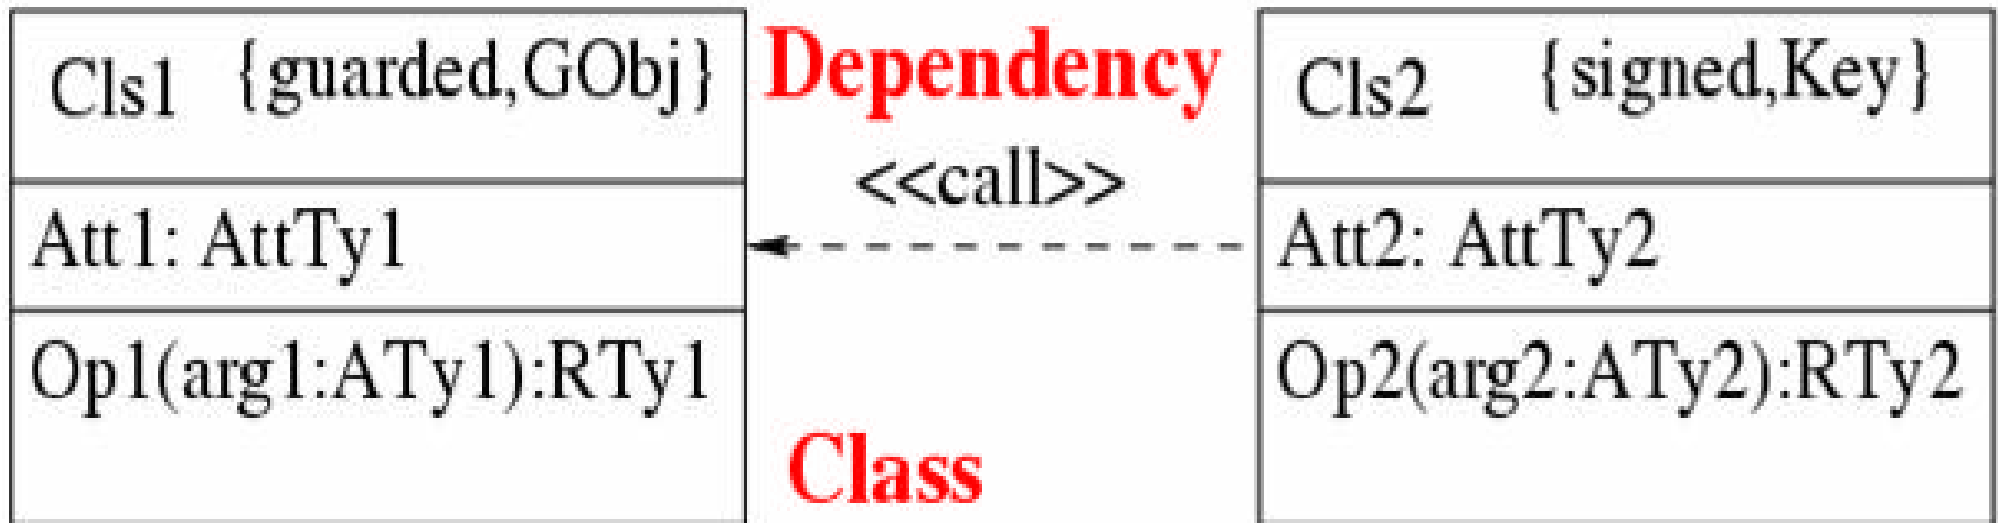 Cls1 {guarded,GObj}
Att1: AttTy1
Op1(arg1:ATy1):RTy1
Dependency
<<call>>
Class
Cls2 {signed,Key}
Att2: AttTy2
Op2(arg2:ATy2):RTy2